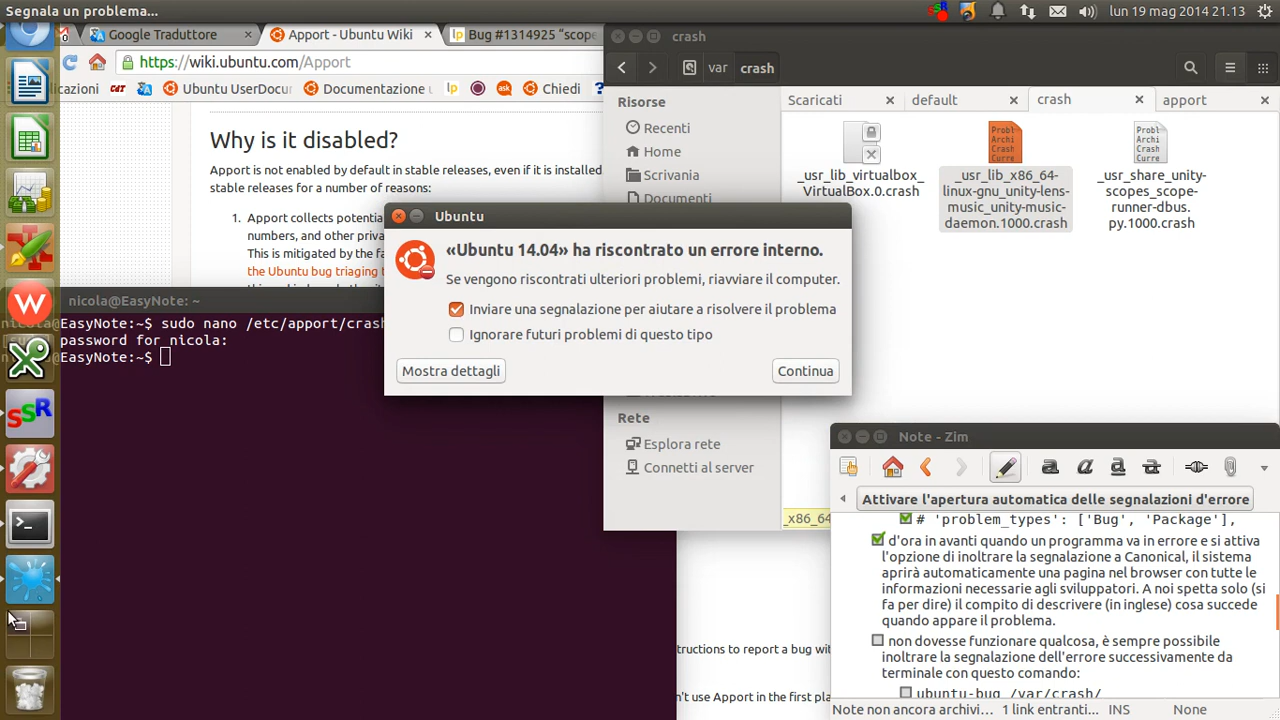 Segnala un problema...
lun 19 mag 2014 21.13
Google Traduttore
Apport - Ubuntu Wiki
Bug #1314925 “scope
https://wiki.ubuntu.com/Apport
Ubuntu UserDocu
Documentazione u
Chiedi
crash
var
crash
Scaricati
default
crash
apport
Risorse
Recenti
Home
Scrivania
Documenti
Rete
Esplora rete
Connetti al server
_usr_lib_virtualbox_
VirtualBox.0.crash
Probl
Archi
Crash
Curre
_usr_lib_x86_64-
linux-gnu_unity-lens-
music_unity-music-
daemon.1000.crash
Probl
Archi
Crash
Curre
_usr_share_unity-
scopes_scope-
runner-dbus.
py.1000.crash
_x86_64
Why is it disabled?
Apport is not enabled by default in stable releases, even if it is installed
stable releases for a number of reasons:
1. Apport collects potentia
numbers, and other priva
This is mitigated by the fa
the Ubuntu bug triaging t
structions to report a bug wit
n't use Apport in the first pla
nicola@EasyNote: ~
@EasyNote:~$ sudo nano /etc/apport/crash
password for nicola:
EasyNote:~$
Ubuntu
«Ubuntu 14.04» ha riscontrato un errore interno.
Se vengono riscontrati ulteriori problemi, riavviare il computer.
Inviare una segnalazione per aiutare a risolvere il problema
Ignorare futuri problemi di questo tipo
Mostra dettagli
Continua
Note - Zim
Attivare l'apertura automatica delle segnalazioni d'errore
# 'problem_types': ['Bug', 'Package'],
d'ora in avanti quando un programma va in errore e si attiva
l'opzione di inoltrare la segnalazione a Canonical, il sistema
aprirà automaticamente una pagina nel browser con tutte le
informazioni necessarie agli sviluppatori. A noi spetta solo (si
fa per dire) il compito di descrivere (in inglese) cosa succede
quando appare il problema.
non dovesse funzionare qualcosa, è sempre possibile
inoltrare la segnalazione dell'errore successivamente da
terminale con questo comando:
ubuntu-bug /var/crash/
Note non ancora archivi...
1 link entranti...
INS
None